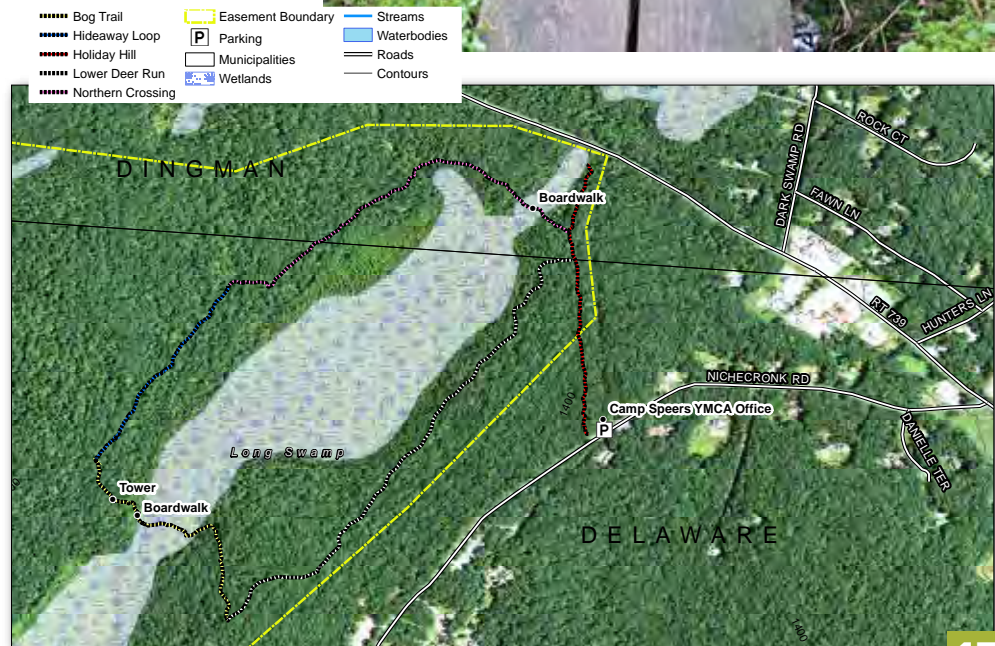 Bog Trail
Hideaway Loop
Holiday Hill
Lower Deer Run
Northern Crossing
Easement Boundary
P Parking
Municipalities
Wetlands
Streams
Waterbodies
Roads
Contours
DINGMAN
Boardwalk
DARK SWAMP RD
ROCK CT
FAWN LN
HUNTERS LN
RT 739
NICHECRONK RD
1400
Camp Speers YMCA Office
P
DANIELLE TER
Long Swamp
Tower
Boardwalk
DELAWARE
1400